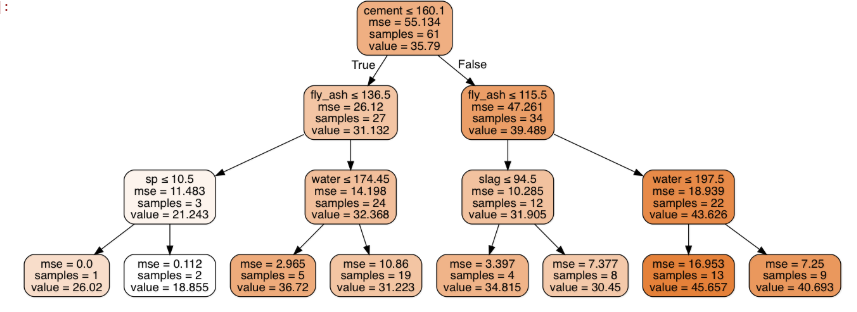 ]:
cement ≤ 160.1
mse = 55.134
samples = 61
value = 35.79
True
False
fly_ash ≤ 136.5
mse = 26.12
samples = 27
value = 31.132
fly_ash ≤ 115.5
mse = 47.261
samples = 34
value = 39.489
sp ≤ 10.5
mse = 11.483
samples = 3
value = 21.243
water ≤ 174.45
mse = 14.198
samples = 24
value = 32.368
slag ≤ 94.5
mse = 10.285
samples = 12
value = 31.905
water ≤ 197.5
mse = 18.939
samples = 22
value = 43.626
mse = 0.0
samples = 1
value = 26.02
mse = 0.112
samples = 2
value = 18.855
mse = 2.965
samples = 5
value = 36.72
mse = 10.86
samples = 19
value = 31.223
mse = 3.397
samples = 4
value = 34.815
mse = 7.377
samples = 8
value = 30.45
mse = 16.953
samples = 13
value = 45.657
mse = 7.25
samples = 9
value = 40.693